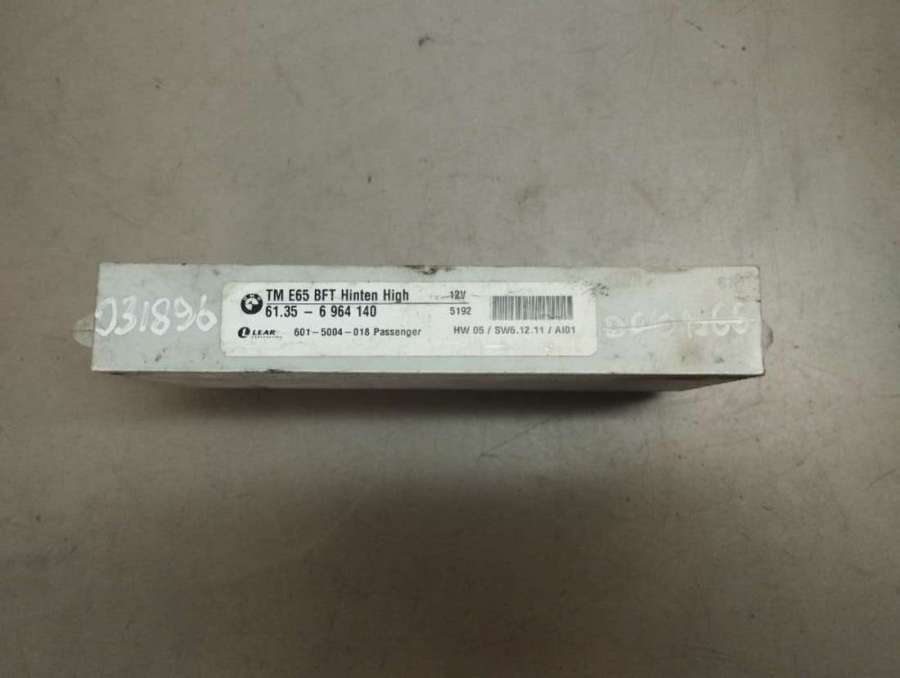 TM E65 BFT Hinten High
12V
61.35 - 6 964 140
5192
LEAR
601-5004-018 Passenger
HW 05 / SW6.12.11 / AI01
031896